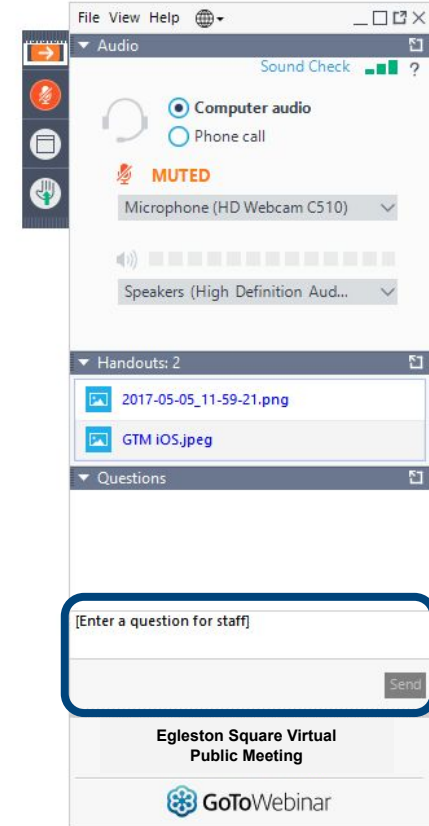 File View Help
Audio
Sound Check ?
Computer audio
Phone call
MUTED
Microphone (HD Webcam C510)
Speakers (High Definition Aud...
Handouts: 2
2017-05-05_11-59-21.png
GTM iOS.jpeg
Questions
[Enter a question for staff]
Send
Egleston Square Virtual
Public Meeting
GoToWebinar